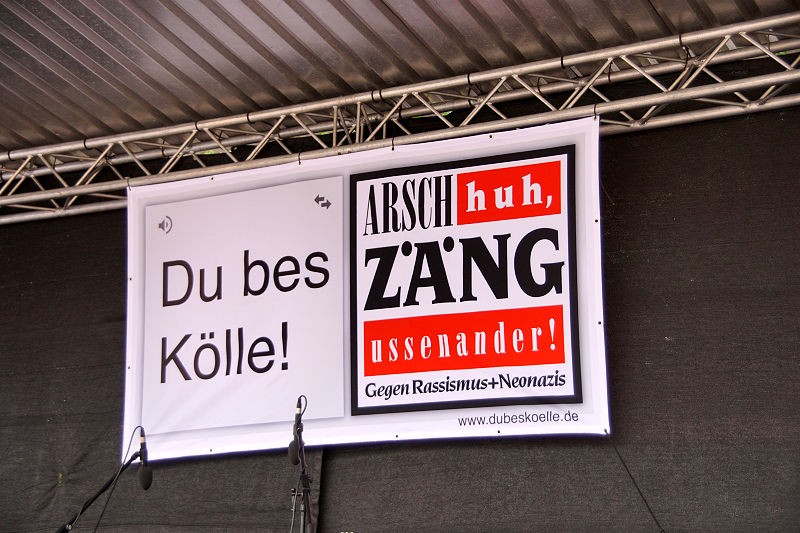 Du bes
Kölle!
ARSCH huh,
ZÄNG
ussenander!
Gegen Rassismus+Neonazis
www.dubeskoelle.de